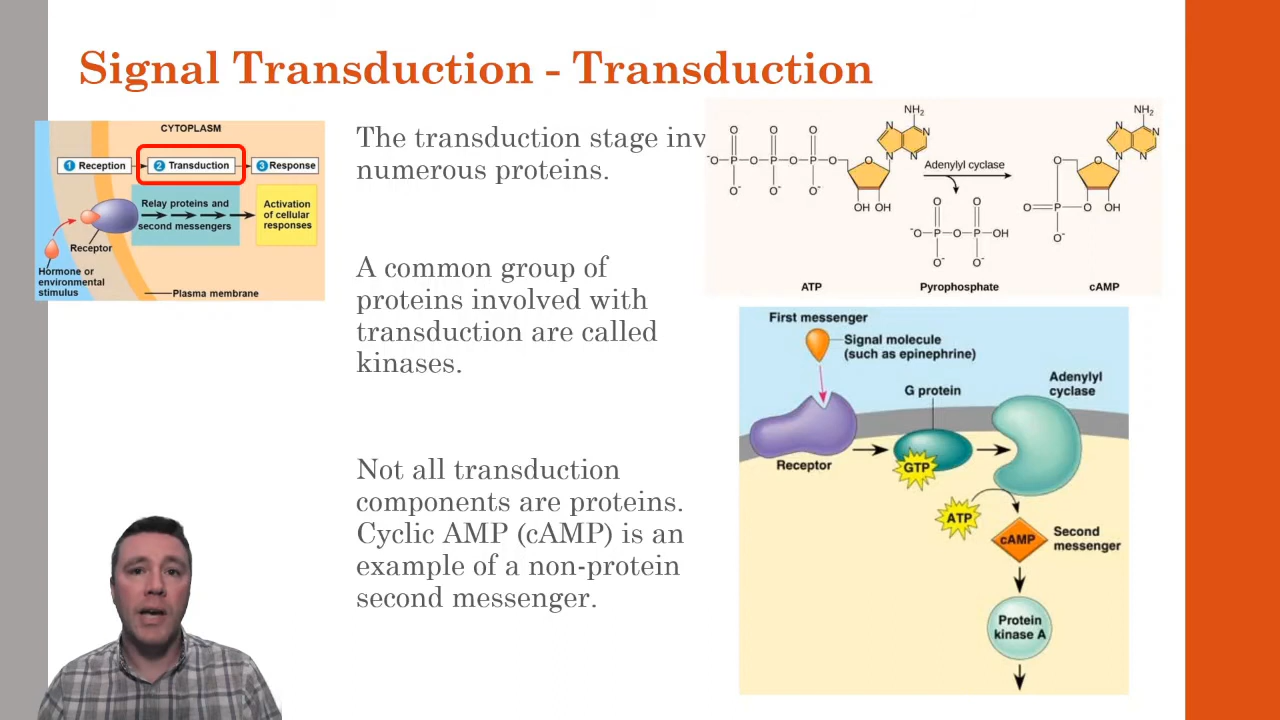 Signal Transduction - Transduction
CYTOPLASM
1 Reception
2 Transduction
3 Response
Relay proteins and
second messengers
Activation
of cellular
responses
Receptor
Hormone or
environmental
stimulus
Plasma membrane
The transduction stage inv
numerous proteins.
A common group of
proteins involved with
transduction are called
kinases.
Not all transduction
components are proteins.
Cyclic AMP (cAMP) is an
example of a non-protein
second messenger.
NH2
NH2
O O O
N N
N N
-O P O P O P O
O
O- O- O-
OH OH
Adenylyl cyclase
O O
-O P O P OH
O- O-
N N
N N
O O
O P O OH
O-
ATP
Pyrophosphate
cAMP
First messenger
Signal molecule
(such as epinephrine)
G protein
Adenylyl
cyclase
Receptor
GTP
ATP
cAMP
Second
messenger
Protein
kinase A